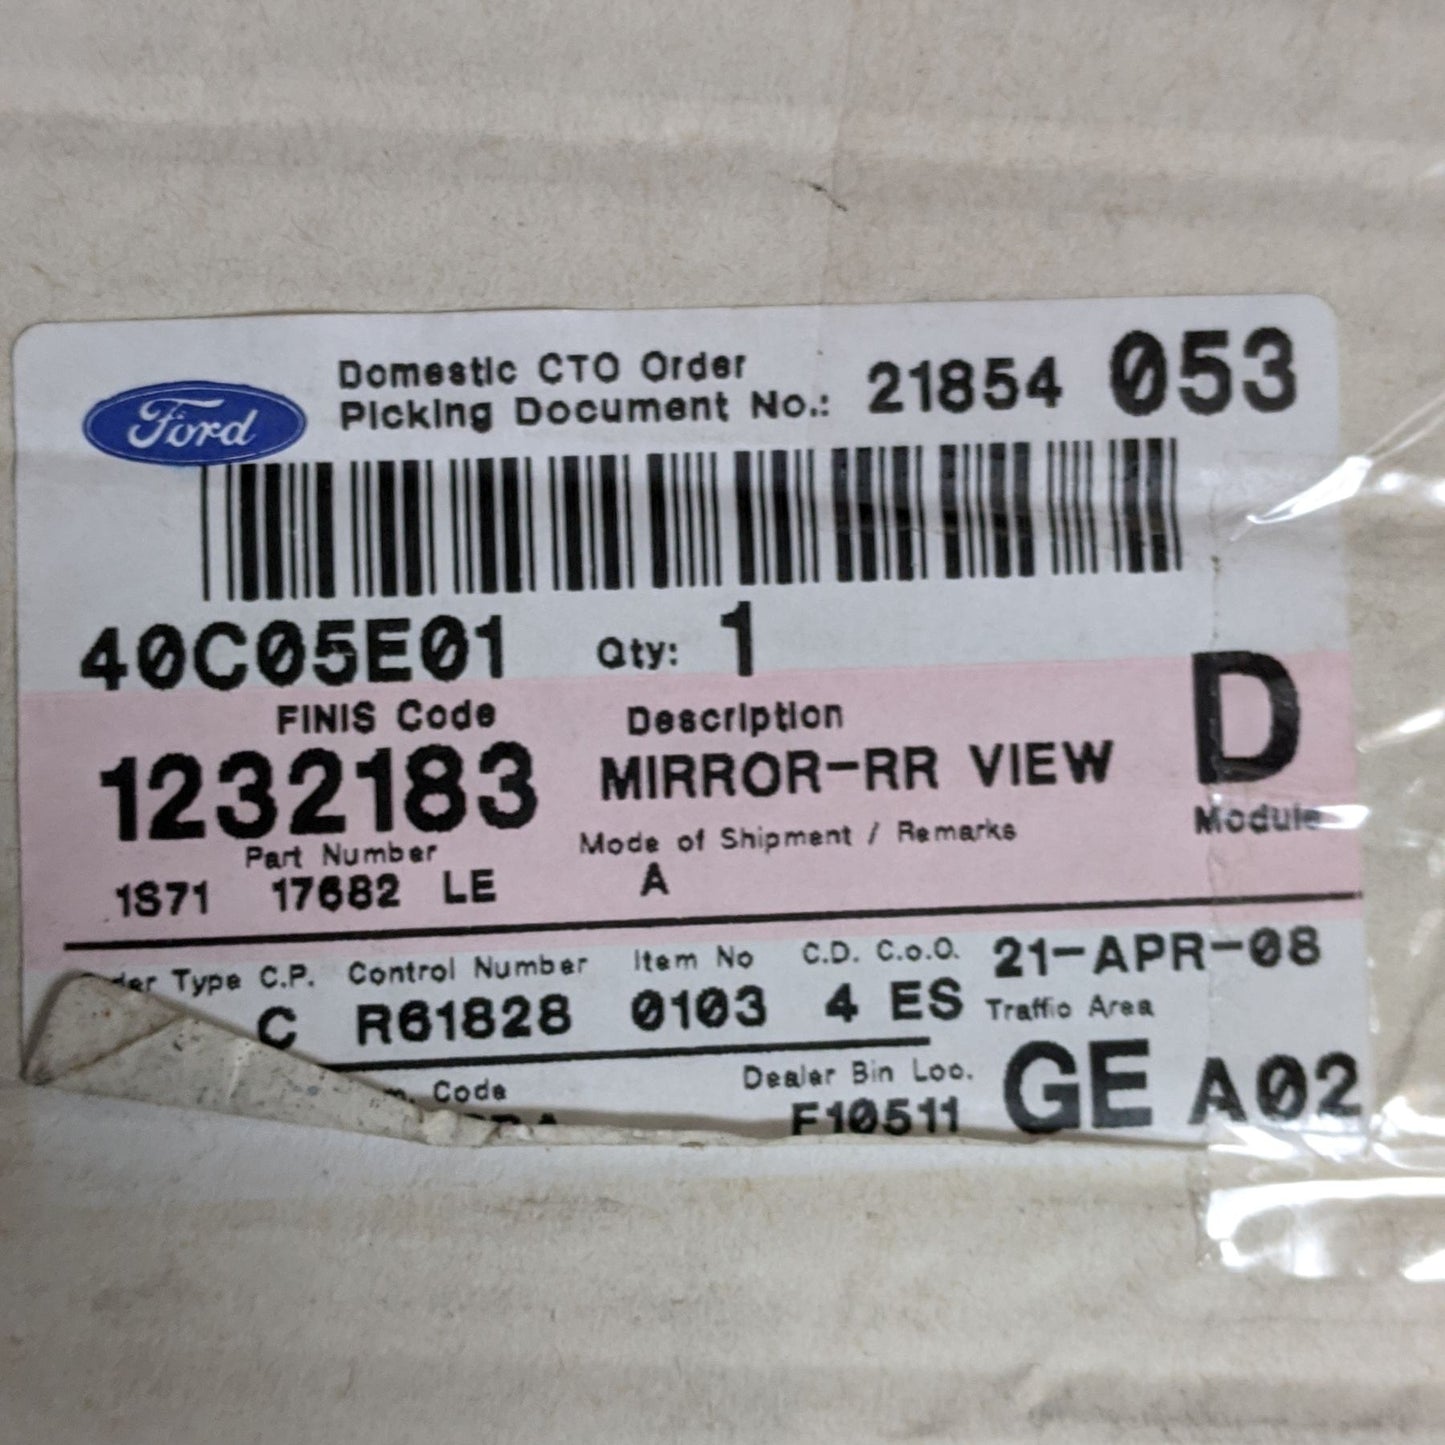 Ford
Domestic CTO Order
Picking Document No.: 21854 053
40C05E01 Qty: 1
FINIS Code Description
1232183 MIRROR-RR VIEW D
Module
Part Number Mode of Shipment / Remarks
1S71 17682 LE A
Type C.P. Control Number Item No C.D. C.o.O. 21-APR-08
C R61828 0103 4 ES Traffic Area
Code Dealer Bin Loc. GE A02
F10511